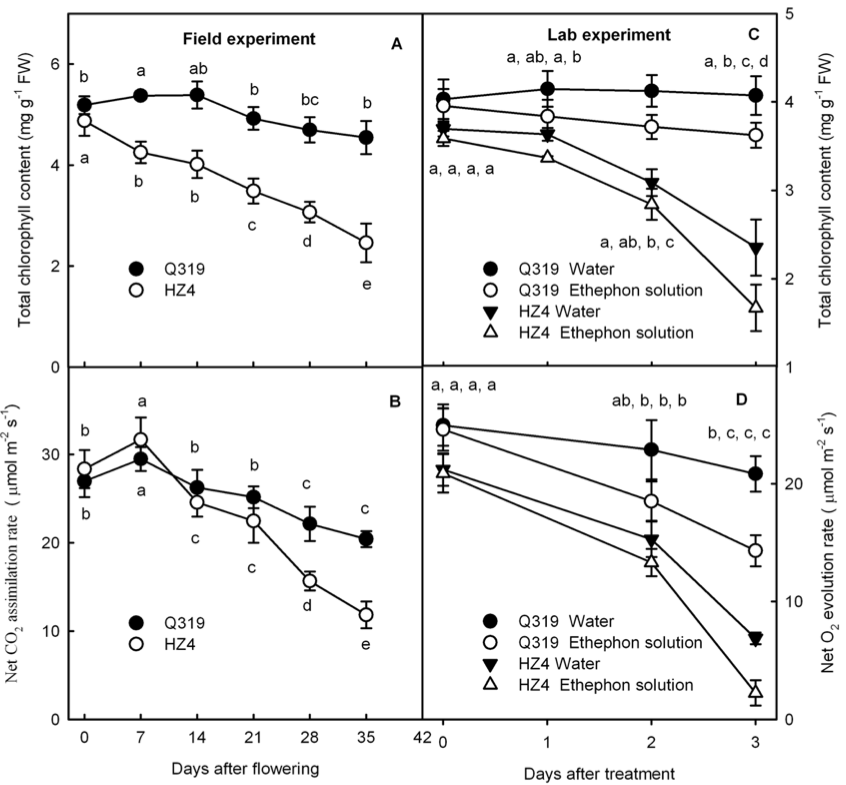 Field experiment
A
Total chlorophyll content (mg g-1 FW)
6
4
2
0
b a ab b bc b
a b b c d e
Q319
HZ4
Lab experiment
C
Total chlorophyll content (mg g-1 FW)
5
4
3
2
1
a, ab, a, b
a, b, c, d
a, a, a, a
a, ab, b, c
Q319 Water
Q319 Ethephon solution
HZ4 Water
HZ4 Ethephon solution
B
Net CO2 assimilation rate ( μmol m-2 s-1)
30
20
10
0
b a b b c c
b a c c d e
Q319
HZ4
0 7 14 21 28 35 42
Days after flowering
D
Net O2 evolution rate ( μmol m-2 s-1)
20
10
0
a, a, a, a
ab, b, b, b
b, c, c, c
Q319 Water
Q319 Ethephon solution
HZ4 Water
HZ4 Ethephon solution
0 1 2 3
Days after treatment